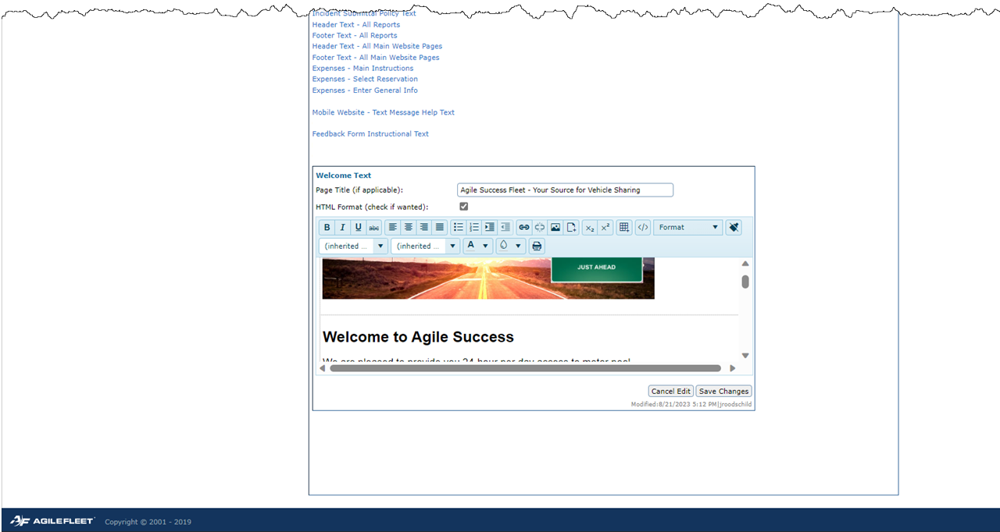 Incident Submittal Policy Text
Header Text - All Reports
Footer Text - All Reports
Header Text - All Main Website Pages
Footer Text - All Main Website Pages
Expenses - Main Instructions
Expenses - Select Reservation
Expenses - Enter General Info
Mobile Website - Text Message Help Text
Feedback Form Instructional Text
Welcome Text
Page Title (if applicable): Agile Success Fleet - Your Source for Vehicle Sharing
HTML Format (check if wanted):
B I U abc x₂ x² </> Format
(inherited ... (inherited ... A
JUST AHEAD
Welcome to Agile Success
We are pleased to provide you 24 hour per day access to motor pool
Cancel Edit Save Changes
Modified:8/21/2023 5:12 PM|jroodschild
AGILEFLEET Copyright © 2001 - 2019